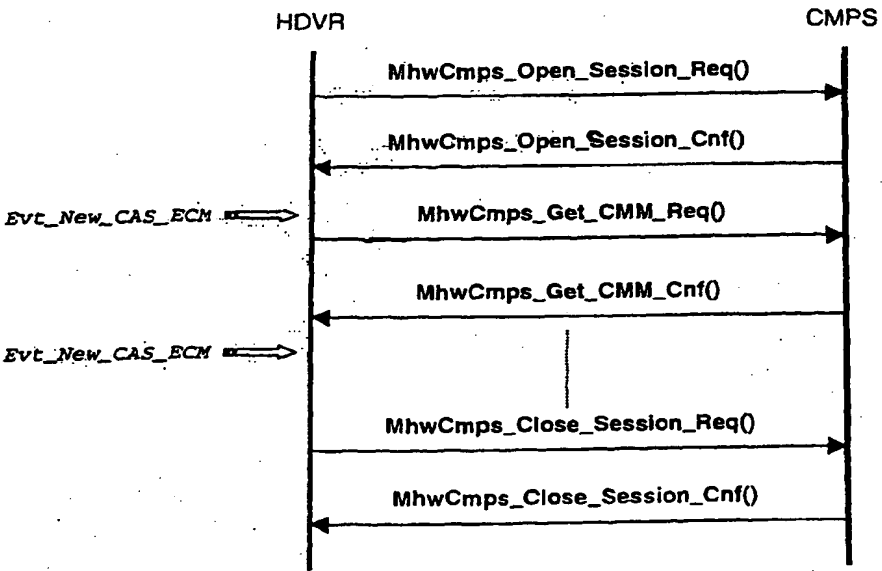 HDVR
CMPS
MhwCmps_Open_Session_Req()
MhwCmps_Open_Session_Cnf()
Evt_New_CAS_ECM
MhwCmps_Get_CMM_Req()
MhwCmps_Get_CMM_Cnf()
Evt_New_CAS_ECM
MhwCmps_Close_Session_Req()
MhwCmps_Close_Session_Cnf()